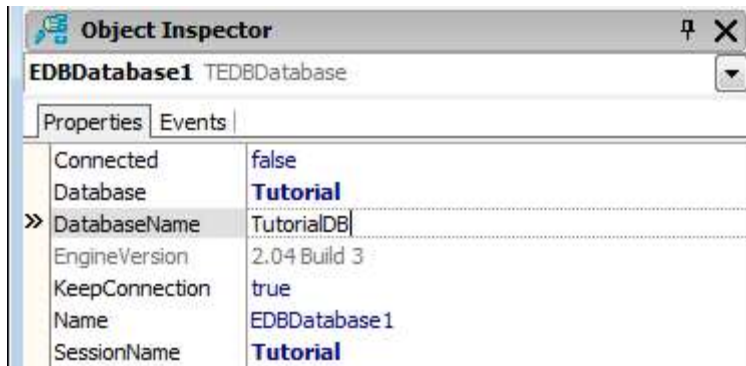 Object Inspector
EDBDatabase1 TEDBDatabase
Properties Events
Connected false
Database Tutorial
DatabaseName TutorialDB
EngineVersion 2.04 Build 3
KeepConnection true
Name EDBDatabase1
SessionName Tutorial